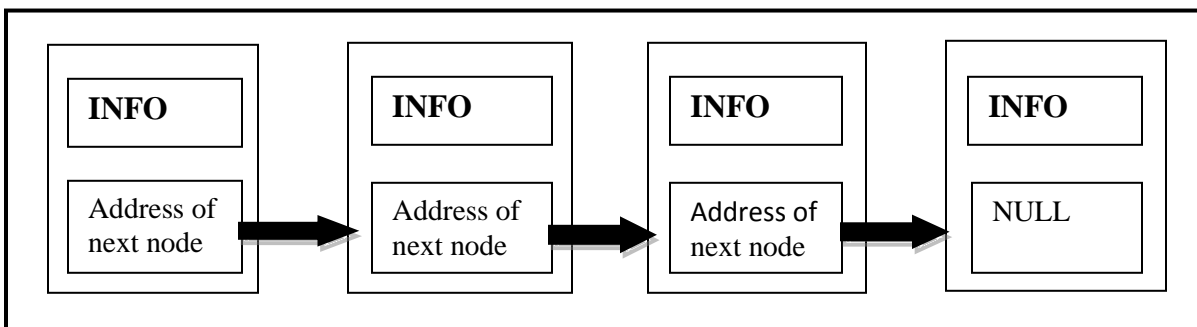 INFO
Address of
next node
INFO
Address of
next node
INFO
Address of
next node
INFO
NULL